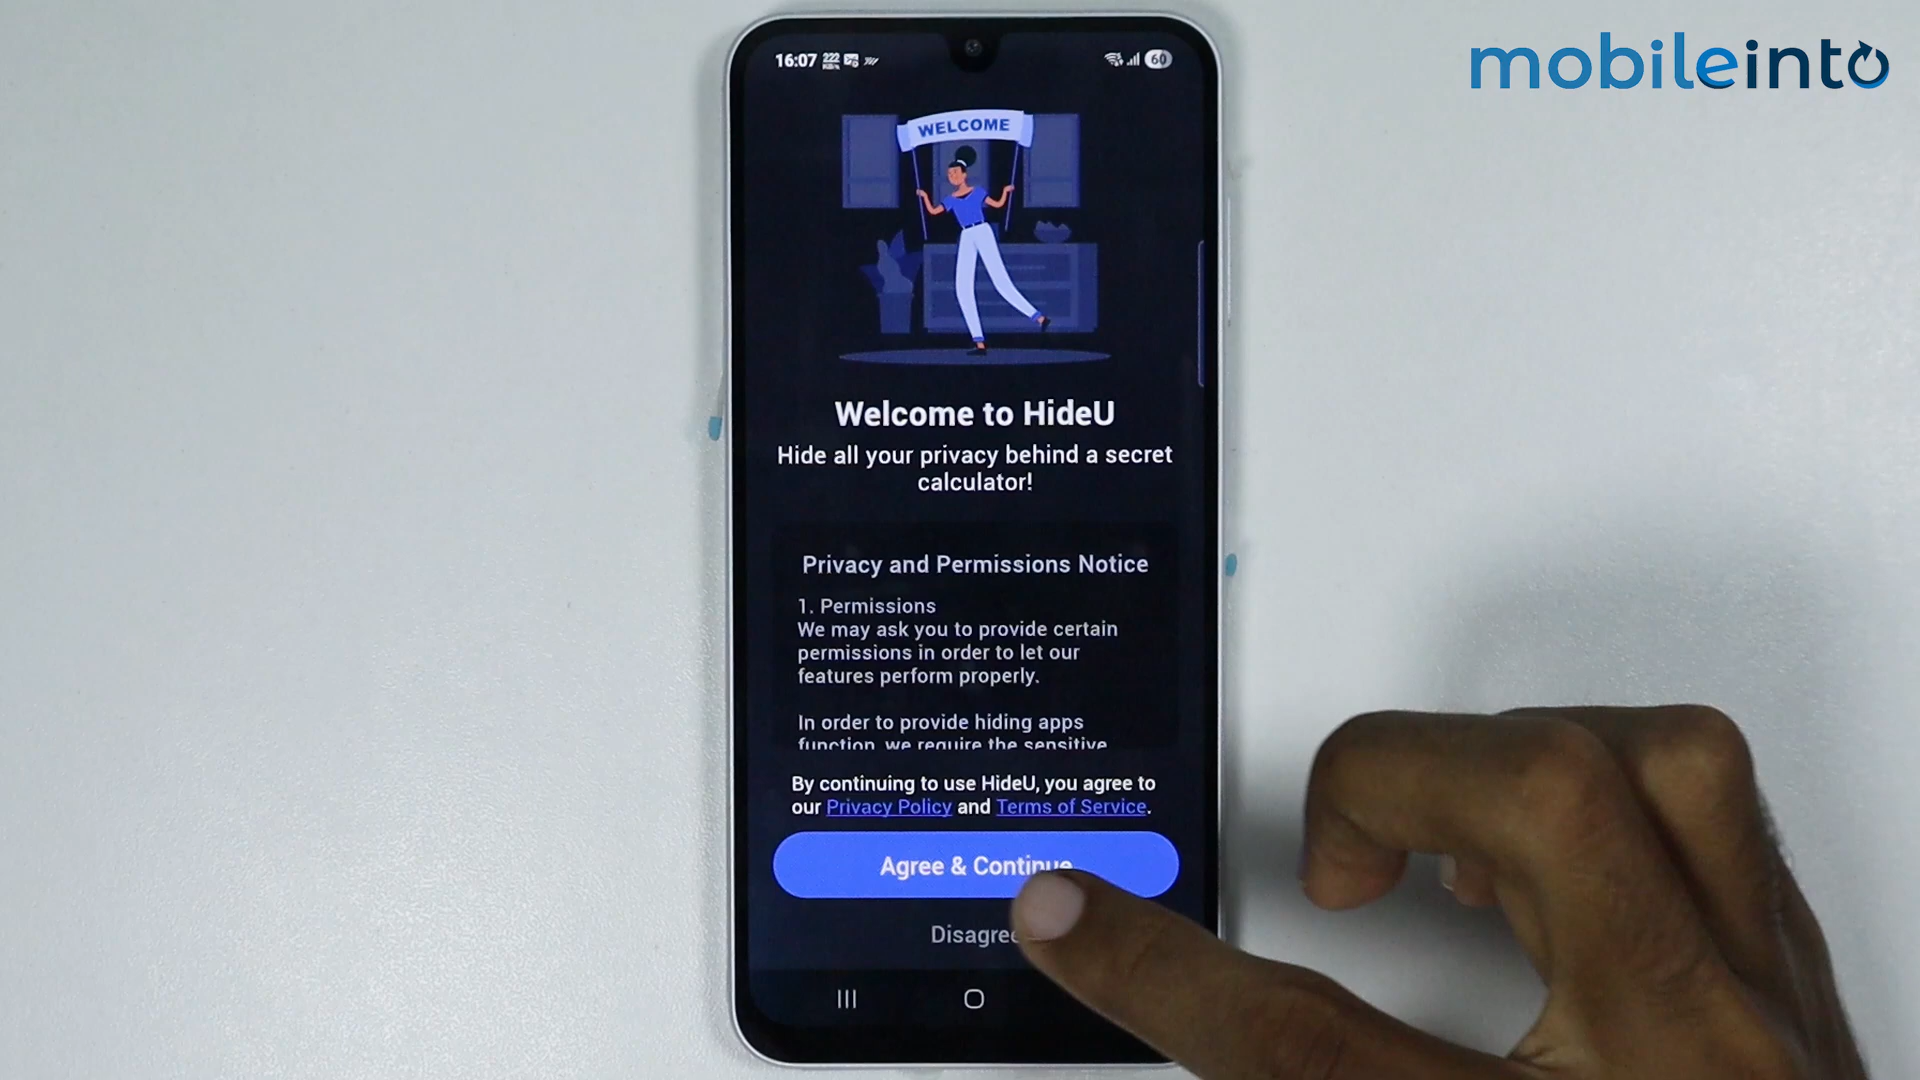 mobileinto
16:07
60
WELCOME
Welcome to HideU
Hide all your privacy behind a secret
calculator!
Privacy and Permissions Notice
1. Permissions
We may ask you to provide certain
permissions in order to let our
features perform properly.
In order to provide hiding apps
function, we require the sensitive
By continuing to use HideU, you agree to
our Privacy Policy and Terms of Service.
Agree & Continue
Disagree